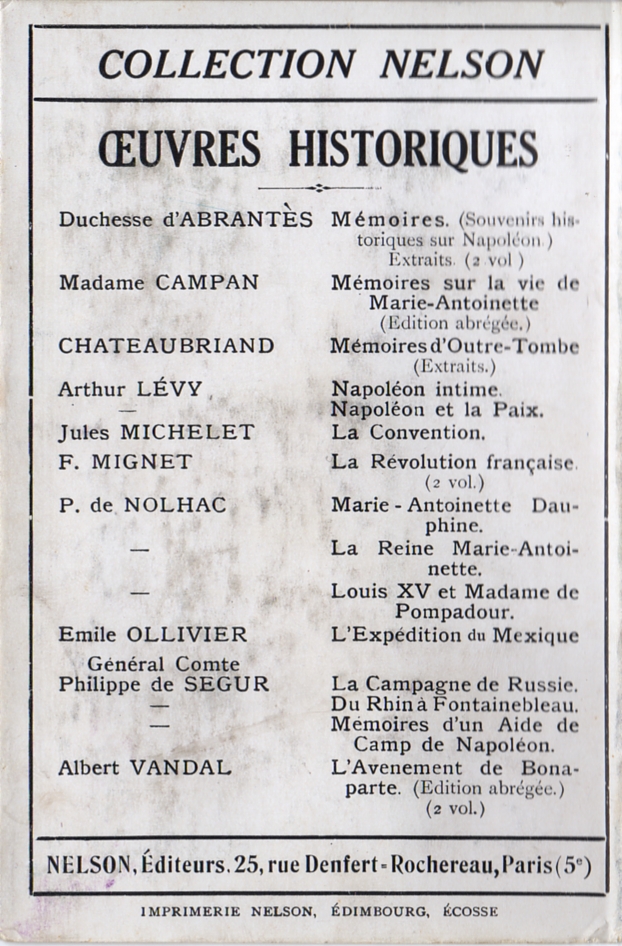 COLLECTION NELSON
ŒUVRES HISTORIQUES
Duchesse d'ABRANTÈS Mémoires. (Souvenirs his-
toriques sur Napoléon.)
Extraits. (2 vol.)
Madame CAMPAN Mémoires sur la vie de
Marie-Antoinette
(Edition abrégée.)
CHATEAUBRIAND Mémoires d'Outre-Tombe
(Extraits.)
Arthur LÉVY Napoléon intime.
— Napoléon et la Paix.
Jules MICHELET La Convention.
F. MIGNET La Révolution française.
(2 vol.)
P. de NOLHAC Marie-Antoinette Dau-
phine.
— La Reine Marie-Antoi-
nette.
— Louis XV et Madame de
Pompadour.
Emile OLLIVIER L'Expédition du Mexique
Général Comte
Philippe de SEGUR La Campagne de Russie.
— Du Rhin à Fontainebleau.
— Mémoires d'un Aide de
Camp de Napoléon.
Albert VANDAL L'Avenement de Bona-
parte. (Edition abrégée.)
(2 vol.)
NELSON, Éditeurs, 25, rue Denfert-Rochereau, Paris (5e)
IMPRIMERIE NELSON, ÉDIMBOURG, ÉCOSSE